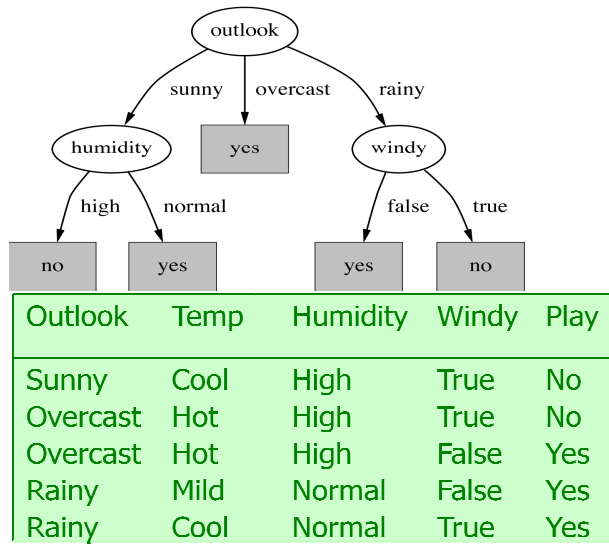 outlook
sunny overcast rainy
humidity yes windy
high normal false true
no yes yes no
Outlook Temp Humidity Windy Play
Sunny Cool High True No
Overcast Hot High True No
Overcast Hot High False Yes
Rainy Mild Normal False Yes
Rainy Cool Normal True Yes